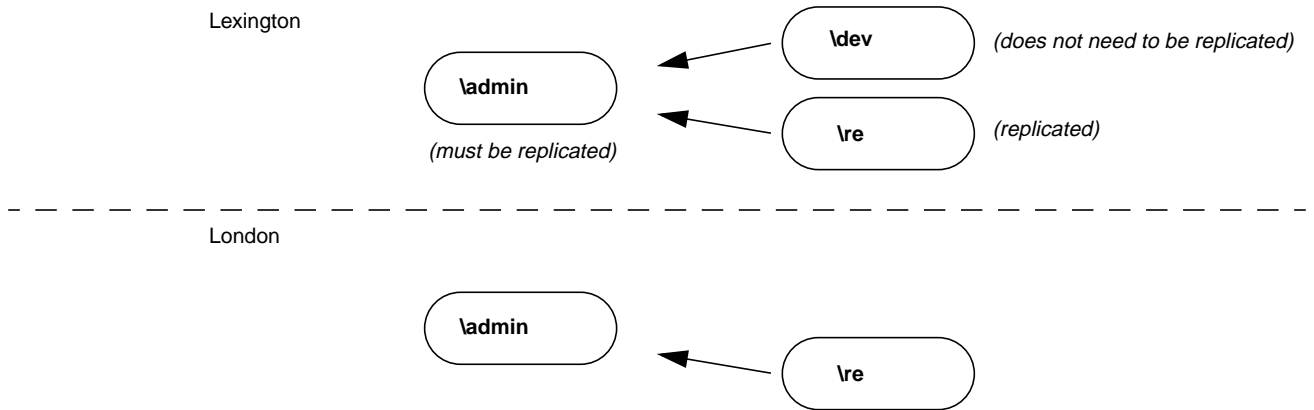 Lexington
\dev
(does not need to be replicated)
\admin
\re
(replicated)
(must be replicated)
London
\admin
\re